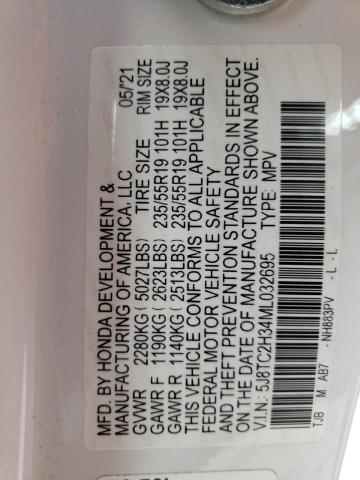 MFD. BY HONDA DEVELOPMENT &
MANUFACTURING OF AMERICA, LLC 05/'21
GVWR 2280KG (5027LBS) TIRE SIZE RIM SIZE
GAWR F 1190KG (2623LBS) 235/55R19 101H 19X8.0J
GAWR R 1140KG (2513LBS) 235/55R19 101H 19X8.0J
THIS VEHICLE CONFORMS TO ALL APPLICABLE
FEDERAL MOTOR VEHICLE SAFETY
AND THEFT PREVENTION STANDARDS IN EFFECT
ON THE DATE OF MANUFACTURE SHOWN ABOVE.
V.I.N.: 5J8TC2H34ML032695 TYPE: MPV
TJB M AB7 - NH883PV - L - L